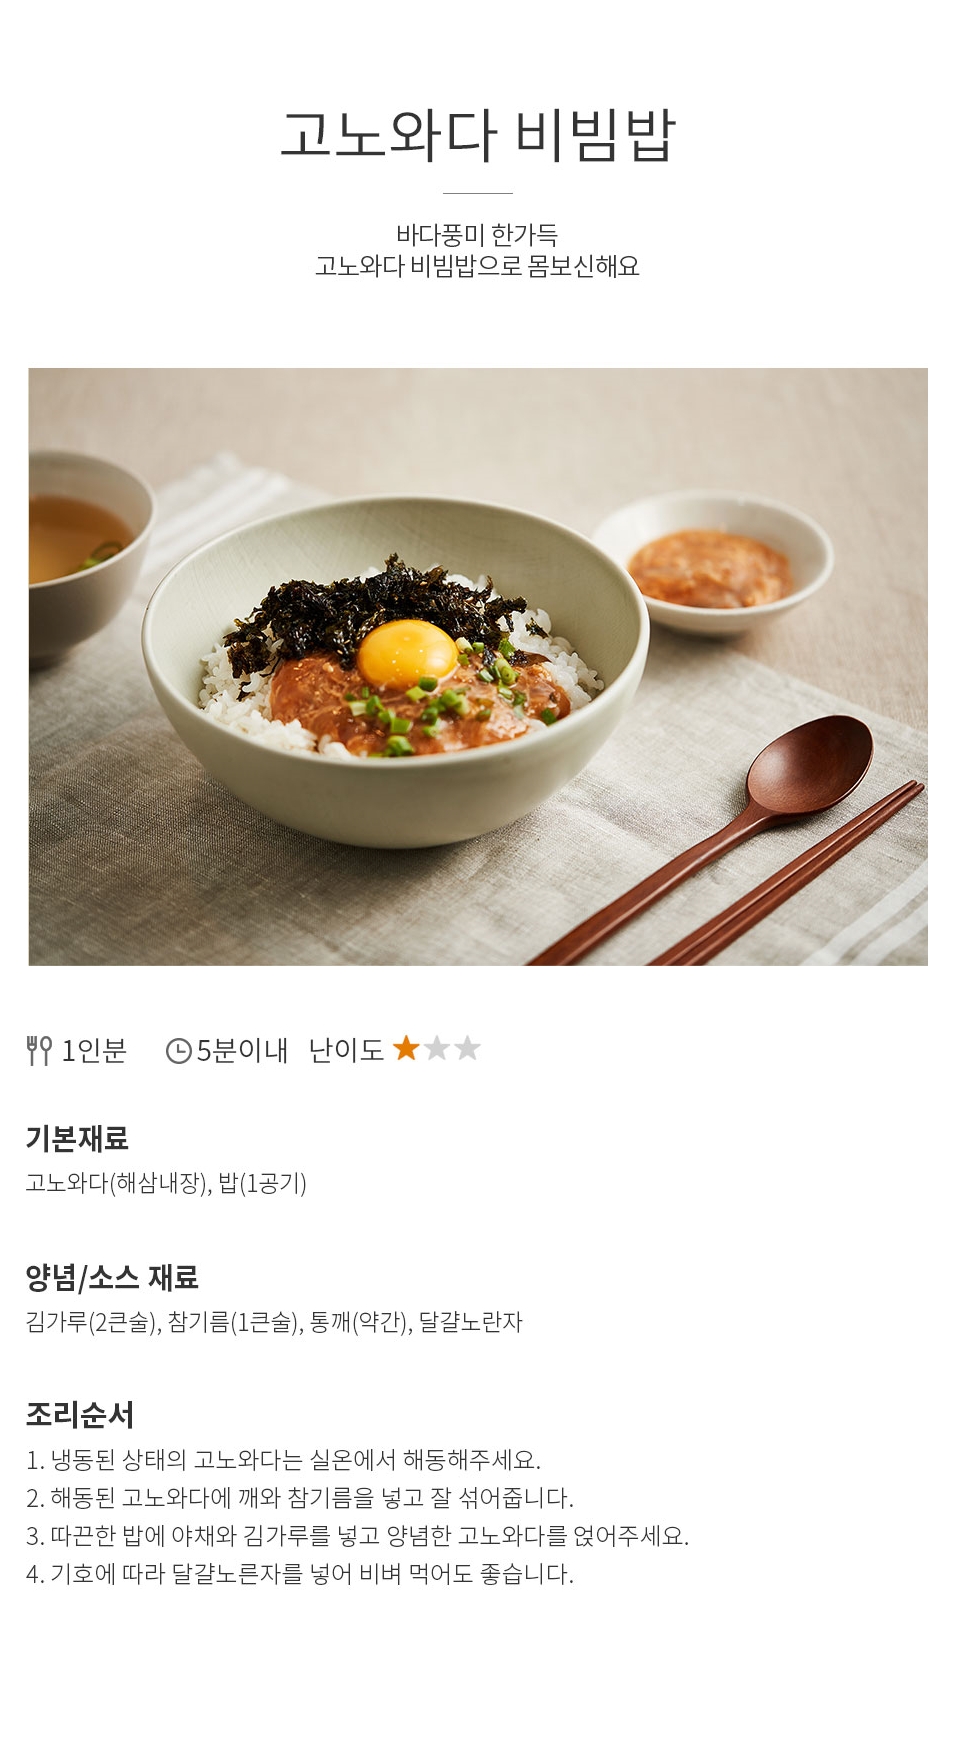 고노와다 비빔밥
바다풍미 한가득
고노와다 비빔밥으로 몸보신해요
1인분 5분이내 난이도
기본재료
고노와다(해삼내장), 밥(1공기)
양념/소스 재료
김가루(2큰술), 참기름(1큰술), 통깨(약간), 달걀노란자
조리순서
1. 냉동된 상태의 고노와다는 실온에서 해동해주세요.
2. 해동된 고노와다에 깨와 참기름을 넣고 잘 섞어줍니다.
3. 따끈한 밥에 야채와 김가루를 넣고 양념한 고노와다를 얹어주세요.
4. 기호에 따라 달걀노른자를 넣어 비벼 먹어도 좋습니다.